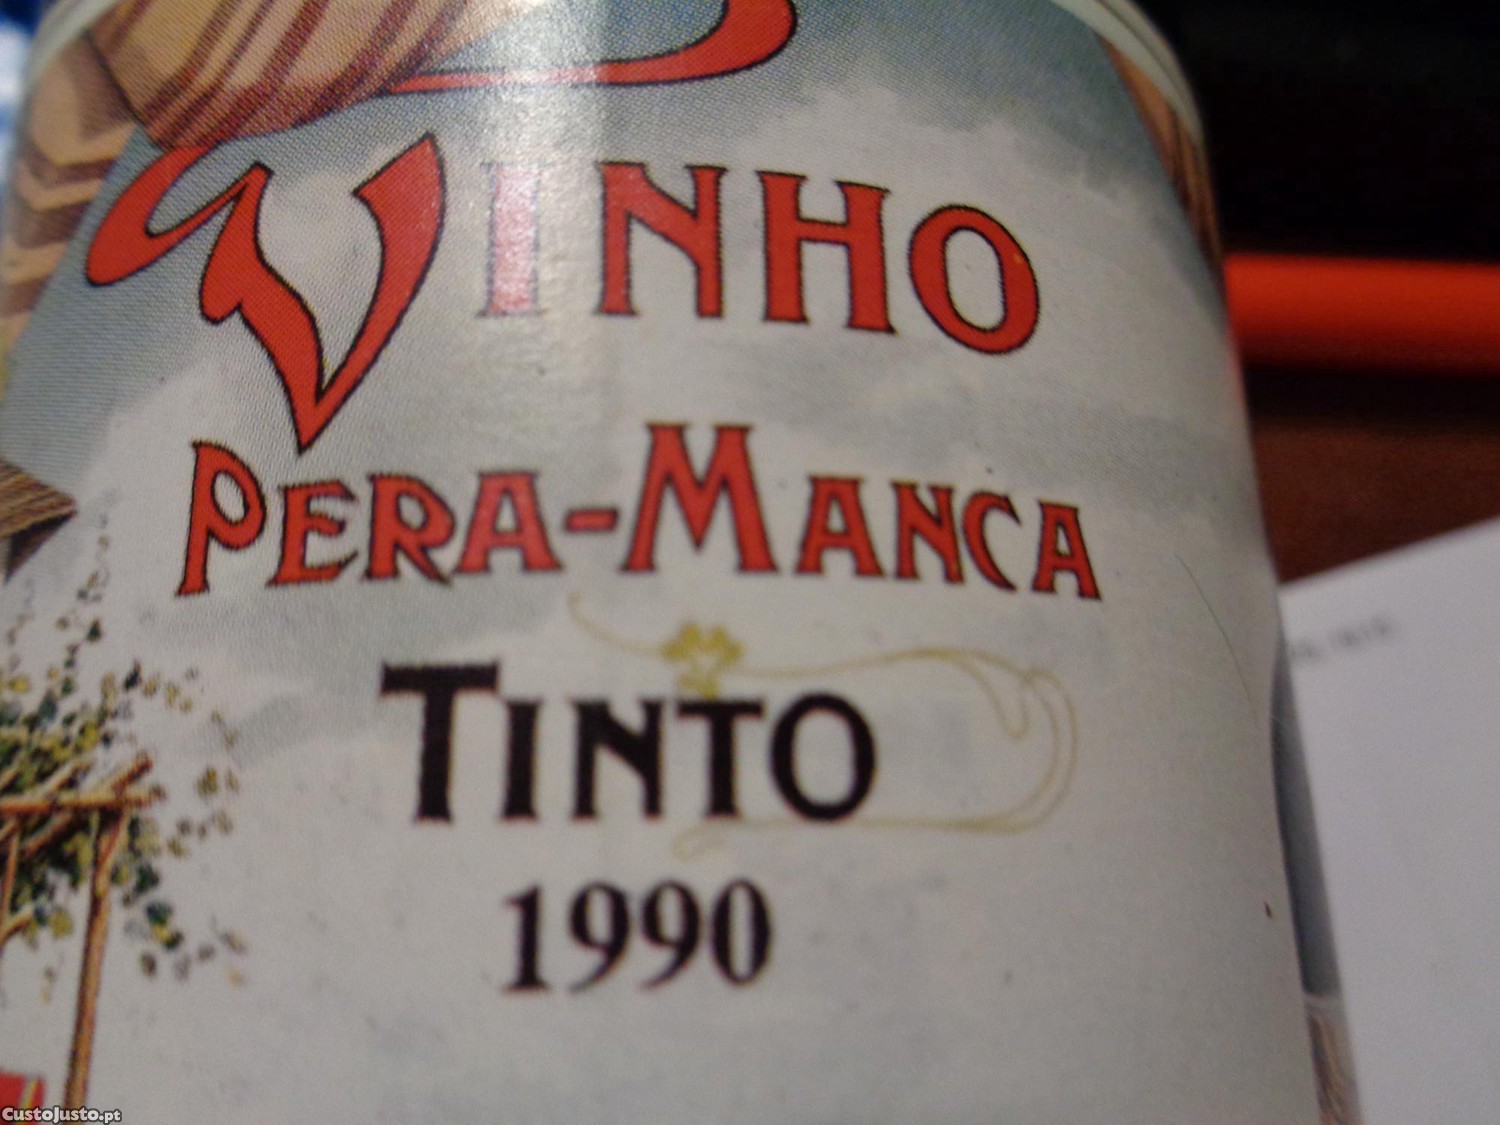 VINHO
PERA-MANCA
TINTO
1990
CustoJusto.pt